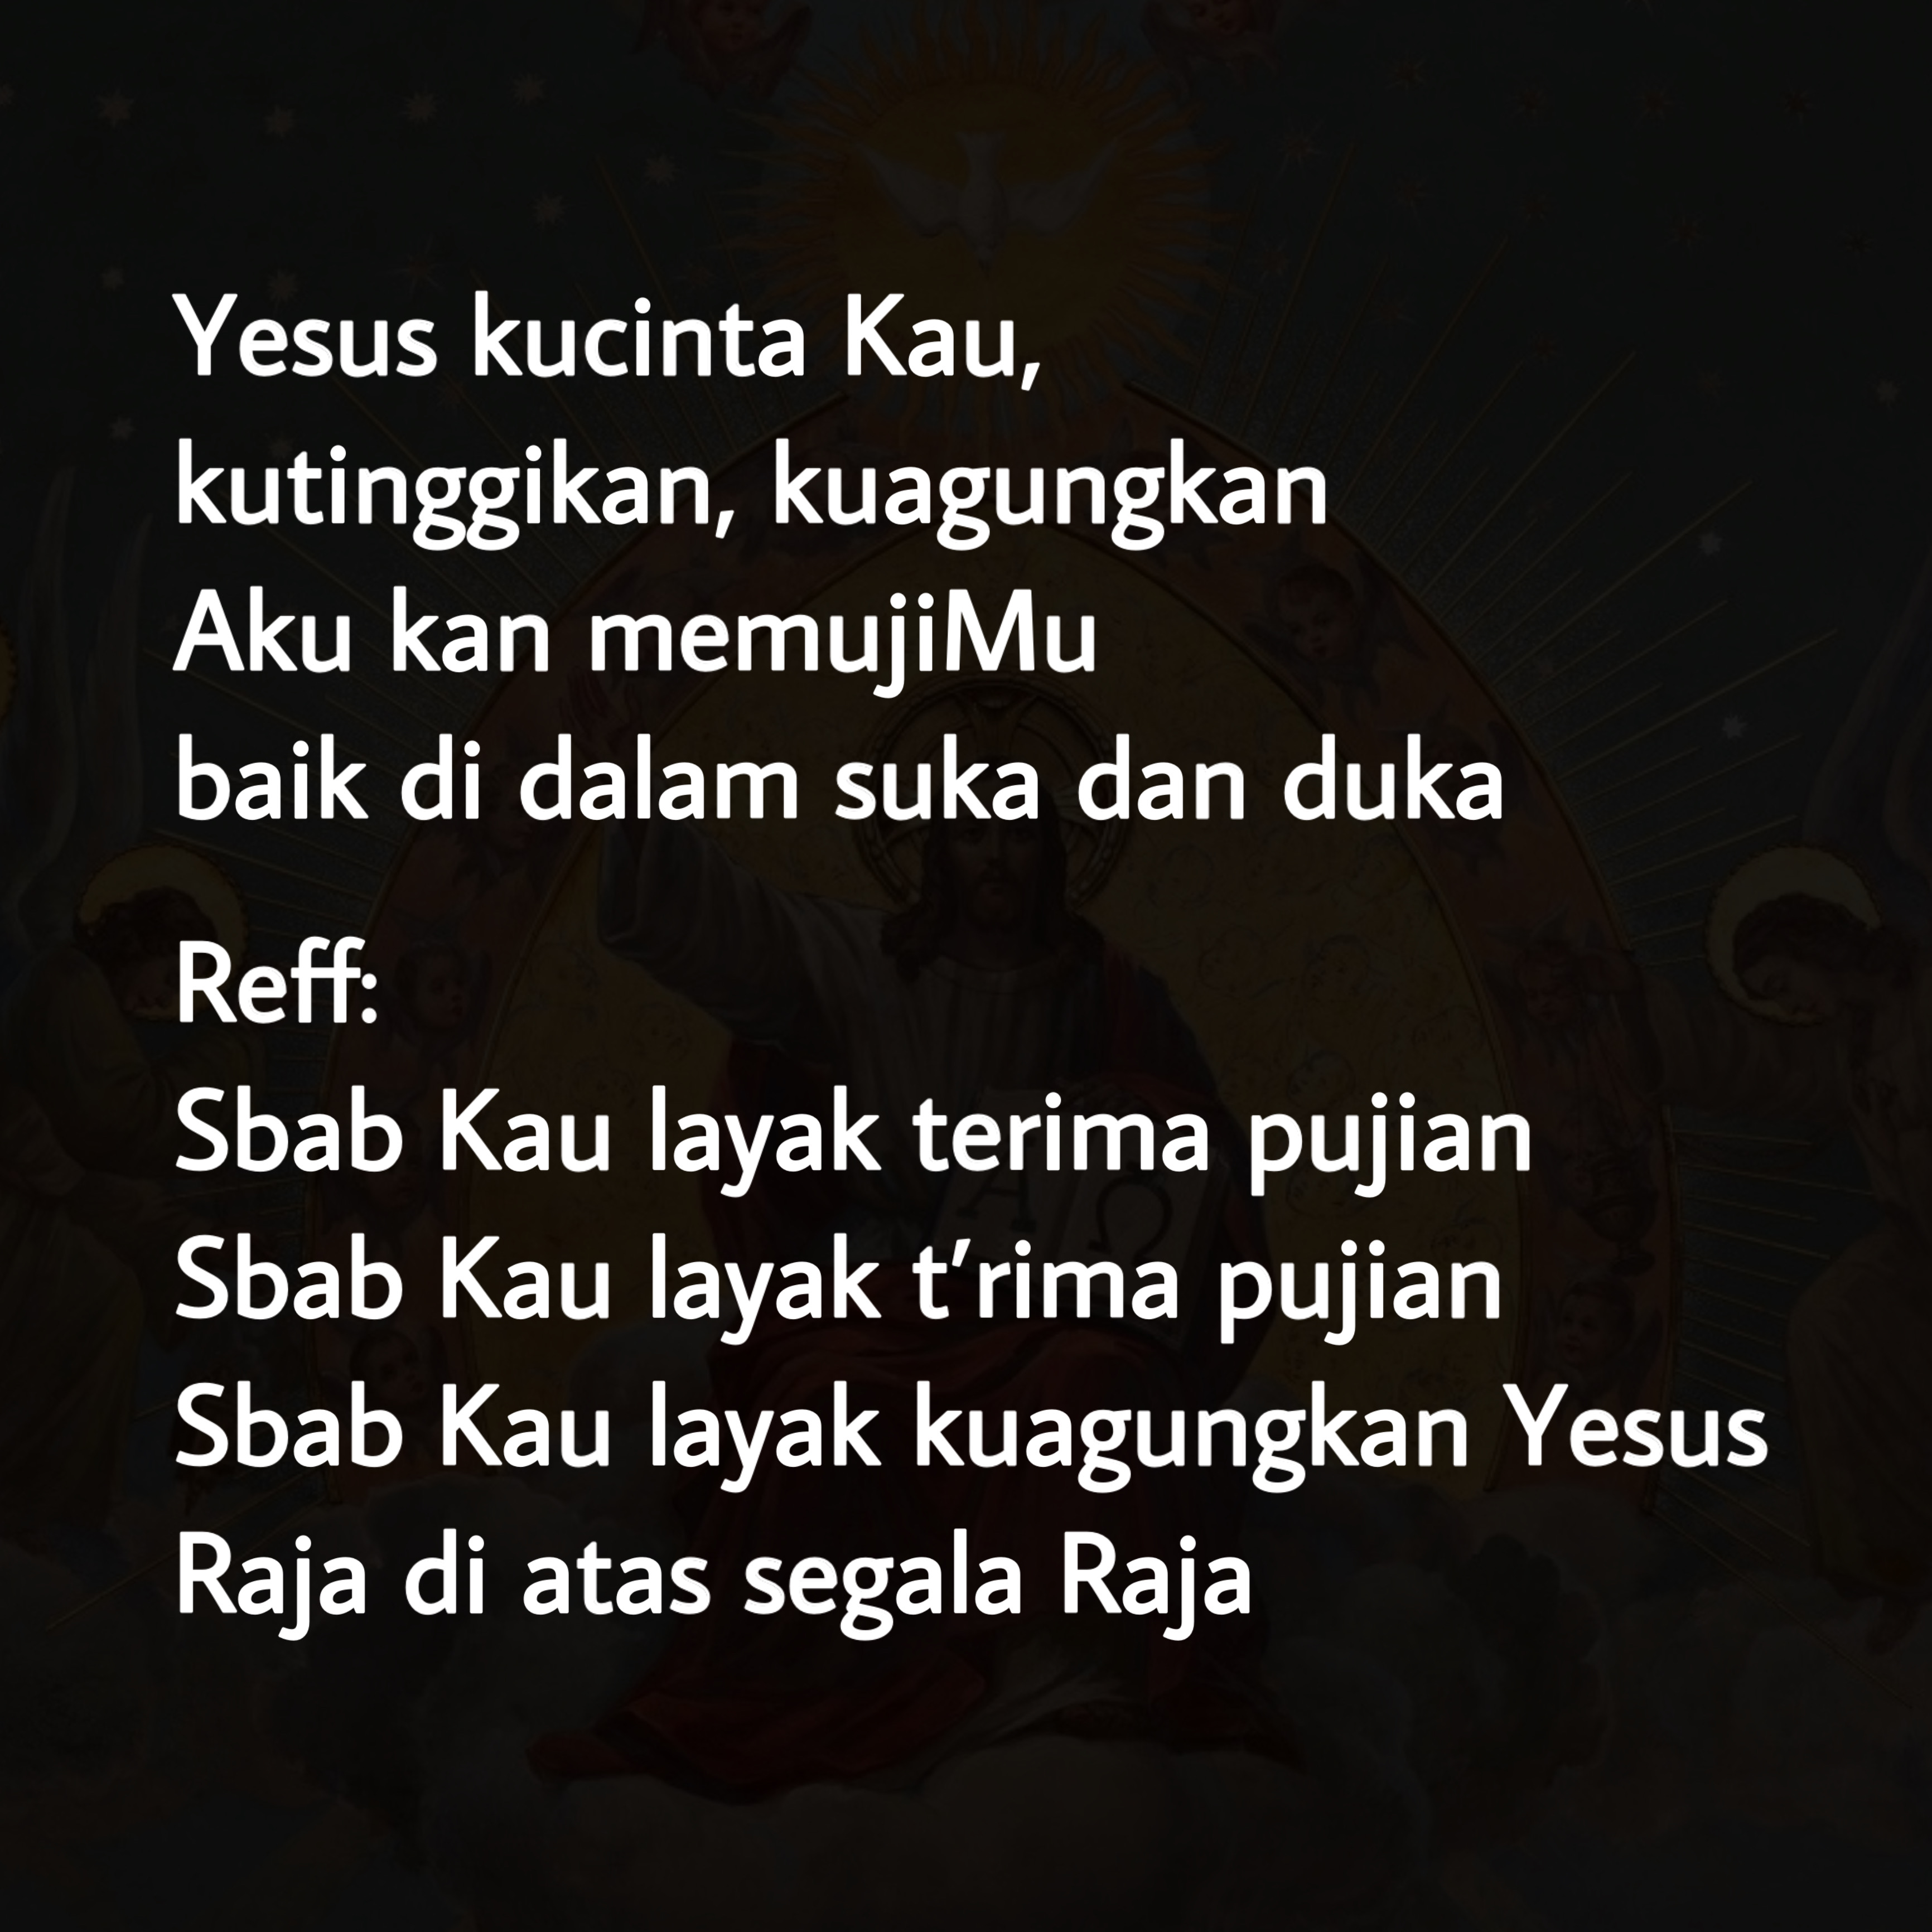 Yesus kucinta Kau,
kutinggikan, kuagungkan
Aku kan memujiMu
baik di dalam suka dan duka
Reff:
Sbab Kau layak terima pujian
Sbab Kau layak t’rima pujian
Sbab Kau layak kuagungkan Yesus
Raja di atas segala Raja
Α Ω